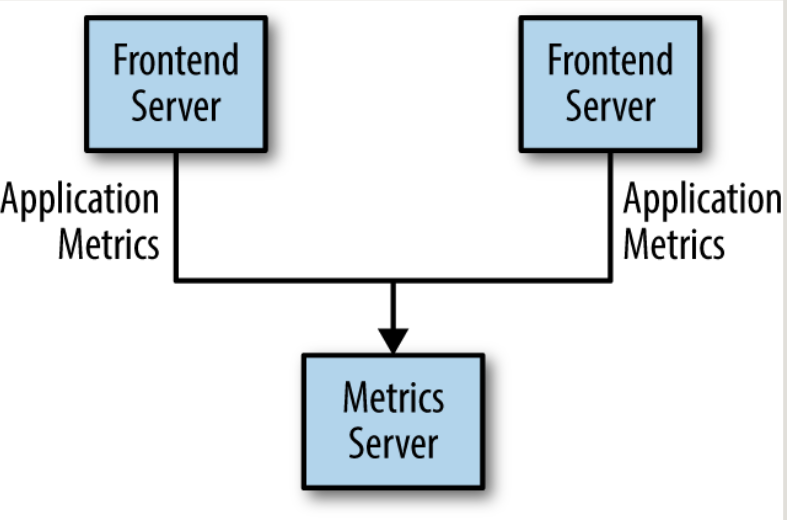 Frontend
Server
Frontend
Server
Application
Metrics
Application
Metrics
Metrics
Server